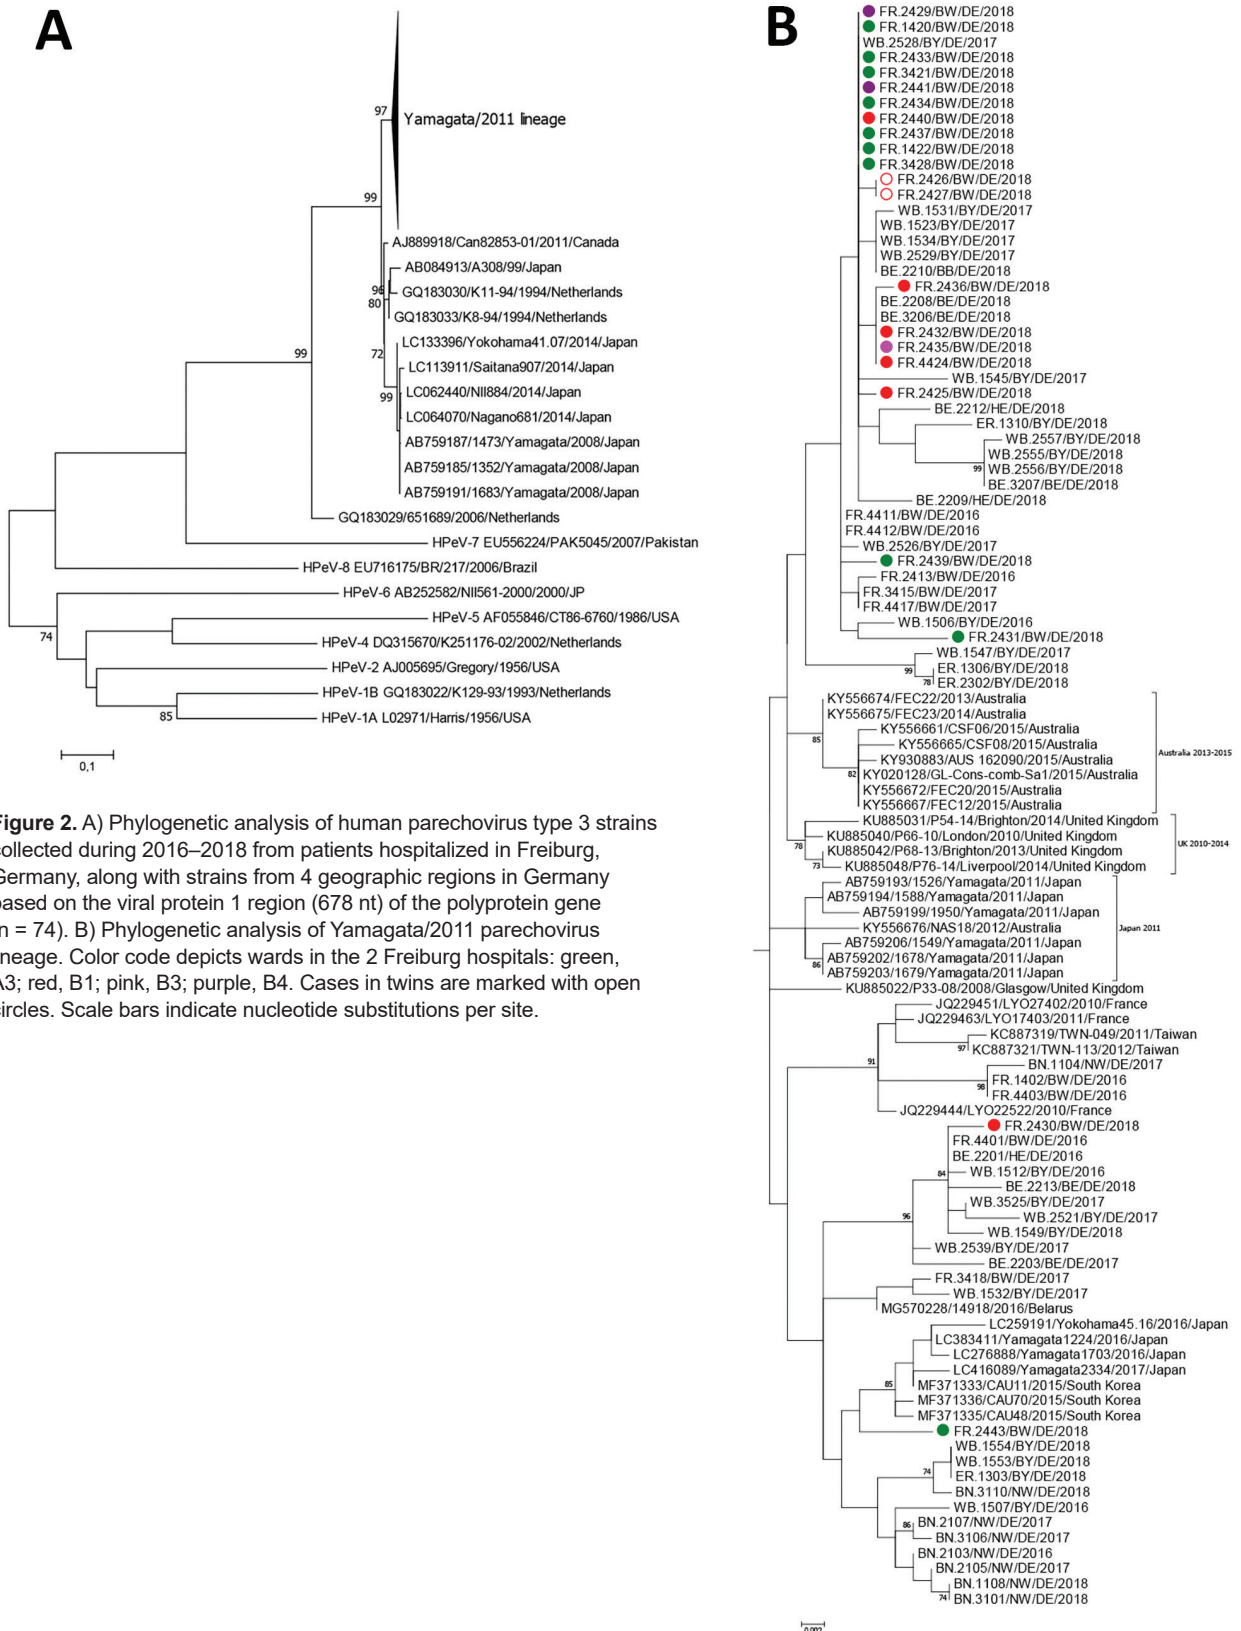 A
97
Yamagata/2011 lineage
99
AJ889918/Can82853-01/2011/Canada
AB084913/A308/99/Japan
96
GQ183030/K11-94/1994/Netherlands
80
GQ183033/K8-94/1994/Netherlands
LC133396/Yokohama41.07/2014/Japan
72
99
LC113911/Saitana907/2014/Japan
LC062440/NII884/2014/Japan
99
LC064070/Nagano681/2014/Japan
AB759187/1473/Yamagata/2008/Japan
AB759185/1352/Yamagata/2008/Japan
AB759191/1683/Yamagata/2008/Japan
GQ183029/651689/2006/Netherlands
HPeV-7 EU556224/PAK5045/2007/Pakistan
HPeV-8 EU716175/BR/217/2006/Brazil
HPeV-6 AB252582/NII561-2000/2000/JP
HPeV-5 AF055846/CT86-6760/1986/USA
74
HPeV-4 DQ315670/K251176-02/2002/Netherlands
HPeV-2 AJ005695/Gregory/1956/USA
HPeV-1B GQ183022/K129-93/1993/Netherlands
85
HPeV-1A L02971/Harris/1956/USA
0,1
igure 2. A) Phylogenetic analysis of human parechovirus type 3 strains
ollected during 2016–2018 from patients hospitalized in Freiburg,
Germany, along with strains from 4 geographic regions in Germany
ased on the viral protein 1 region (678 nt) of the polyprotein gene
n = 74). B) Phylogenetic analysis of Yamagata/2011 parechovirus
neage. Color code depicts wards in the 2 Freiburg hospitals: green,
A3; red, B1; pink, B3; purple, B4. Cases in twins are marked with open
ircles. Scale bars indicate nucleotide substitutions per site.
B
FR.2429/BW/DE/2018
FR.1420/BW/DE/2018
WB.2528/BY/DE/2017
FR.2433/BW/DE/2018
FR.3421/BW/DE/2018
FR.2441/BW/DE/2018
FR.2434/BW/DE/2018
FR.2440/BW/DE/2018
FR.2437/BW/DE/2018
FR.1422/BW/DE/2018
FR.3428/BW/DE/2018
FR.2426/BW/DE/2018
FR.2427/BW/DE/2018
WB.1531/BY/DE/2017
WB.1523/BY/DE/2017
WB.1534/BY/DE/2017
WB.2529/BY/DE/2017
BE.2210/BB/DE/2018
FR.2436/BW/DE/2018
BE.2208/BE/DE/2018
BE.3206/BE/DE/2018
FR.2432/BW/DE/2018
FR.2435/BW/DE/2018
FR.4424/BW/DE/2018
WB.1545/BY/DE/2017
FR.2425/BW/DE/2018
BE.2212/HE/DE/2018
ER.1310/BY/DE/2018
WB.2557/BY/DE/2018
WB.2555/BY/DE/2018
99
WB.2556/BY/DE/2018
BE.3207/BE/DE/2018
BE.2209/HE/DE/2018
FR.4411/BW/DE/2016
FR.4412/BW/DE/2016
WB.2526/BY/DE/2017
FR.2439/BW/DE/2018
FR.2413/BW/DE/2016
FR.3415/BW/DE/2017
FR.4417/BW/DE/2017
WB.1506/BY/DE/2016
FR.2431/BW/DE/2018
WB.1547/BY/DE/2017
99
ER.1306/BY/DE/2018
78
ER.2302/BY/DE/2018
KY556674/FEC22/2013/Australia
KY556675/FEC23/2014/Australia
KY556661/CSF06/2015/Australia
85
KY556665/CSF08/2015/Australia
Australia 2013-2015
KY930883/AUS 162090/2015/Australia
82
KY020128/GL-Cons-comb-Sa1/2015/Australia
KY556672/FEC20/2015/Australia
KY556667/FEC12/2015/Australia
KU885031/P54-14/Brighton/2014/United Kingdom
KU885040/P66-10/London/2010/United Kingdom
UK 2010-2014
78
KU885042/P68-13/Brighton/2013/United Kingdom
73
KU885048/P76-14/Liverpool/2014/United Kingdom
AB759193/1526/Yamagata/2011/Japan
AB759194/1588/Yamagata/2011/Japan
AB759199/1950/Yamagata/2011/Japan
KY556676/NAS18/2012/Australia
Japan 2011
AB759206/1549/Yamagata/2011/Japan
86
AB759202/1678/Yamagata/2011/Japan
AB759203/1679/Yamagata/2011/Japan
KU885022/P33-08/2008/Glasgow/United Kingdom
JQ229451/LYO27402/2010/France
JQ229463/LYO17403/2011/France
KC887319/TWN-049/2011/Taiwan
97
KC887321/TWN-113/2012/Taiwan
91
BN.1104/NW/DE/2017
FR.1402/BW/DE/2016
98
FR.4403/BW/DE/2016
JQ229444/LYO22522/2010/France
FR.2430/BW/DE/2018
FR.4401/BW/DE/2016
BE.2201/HE/DE/2016
84
WB.1512/BY/DE/2016
BE.2213/BE/DE/2018
WB.3525/BY/DE/2017
96
WB.2521/BY/DE/2017
WB.1549/BY/DE/2018
WB.2539/BY/DE/2017
BE.2203/BE/DE/2017
FR.3418/BW/DE/2017
WB.1532/BY/DE/2017
MG570228/14918/2016/Belarus
LC259191/Yokohama45.16/2016/Japan
LC383411/Yamagata1224/2016/Japan
LC276888/Yamagata1703/2016/Japan
LC416089/Yamagata2334/2017/Japan
85
MF371333/CAU11/2015/South Korea
MF371336/CAU70/2015/South Korea
MF371335/CAU48/2015/South Korea
FR.2443/BW/DE/2018
WB.1554/BY/DE/2018
WB.1553/BY/DE/2018
74
ER.1303/BY/DE/2018
BN.3110/NW/DE/2018
WB.1507/BY/DE/2016
86
BN.2107/NW/DE/2017
BN.3106/NW/DE/2017
BN.2103/NW/DE/2016
BN.2105/NW/DE/2017
BN.1108/NW/DE/2018
74
BN.3101/NW/DE/2018
0.002